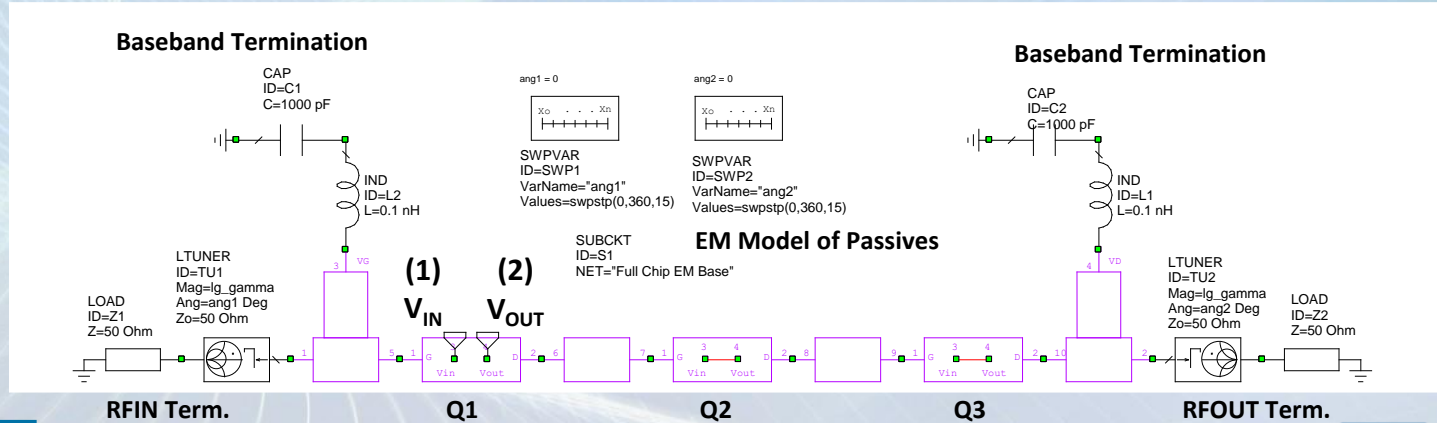 Baseband Termination
CAP
ID=C1
C=1000 pF
IND
ID=L2
L=0.1 nH
ang1 = 0
Xo . . . Xn
SWPVAR
ID=SWP1
VarName="ang1"
Values=swpstp(0,360,15)
ang2 = 0
Xo . . . Xn
SWPVAR
ID=SWP2
VarName="ang2"
Values=swpstp(0,360,15)
Baseband Termination
CAP
ID=C2
C=1000 pF
IND
ID=L1
L=0.1 nH
SUBCKT
ID=S1
NET="Full Chip EM Base"
EM Model of Passives
LOAD
ID=Z1
Z=50 Ohm
LTUNER
ID=TU1
Mag=lg_gamma
Ang=ang1 Deg
Zo=50 Ohm
3 VG
(1)
VIN
(2)
VOUT
4 VD
LTUNER
ID=TU2
Mag=lg_gamma
Ang=ang2 Deg
Zo=50 Ohm
LOAD
ID=Z2
Z=50 Ohm
1 5 1 G D 2 6 7 1 G 3 4 D 2 8 9 1 G 3 4 D 2 10 2
Vin Vout Vin Vout Vin Vout
RFIN Term. Q1 Q2 Q3 RFOUT Term.